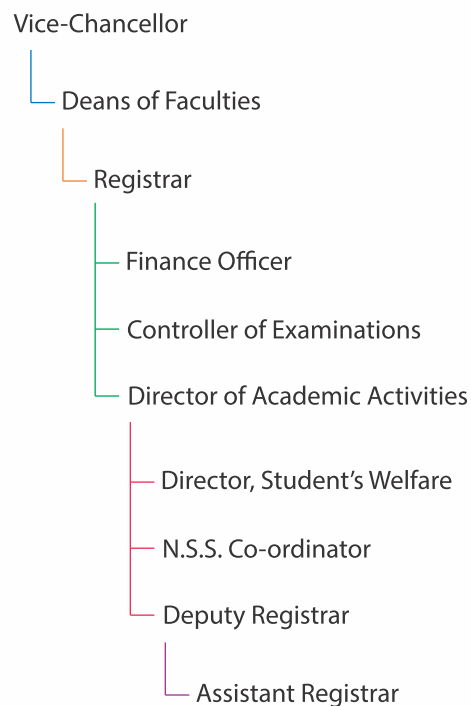 Vice-Chancellor
Deans of Faculties
Registrar
Finance Officer
Controller of Examinations
Director of Academic Activities
Director, Student’s Welfare
N.S.S. Co-ordinator
Deputy Registrar
Assistant Registrar